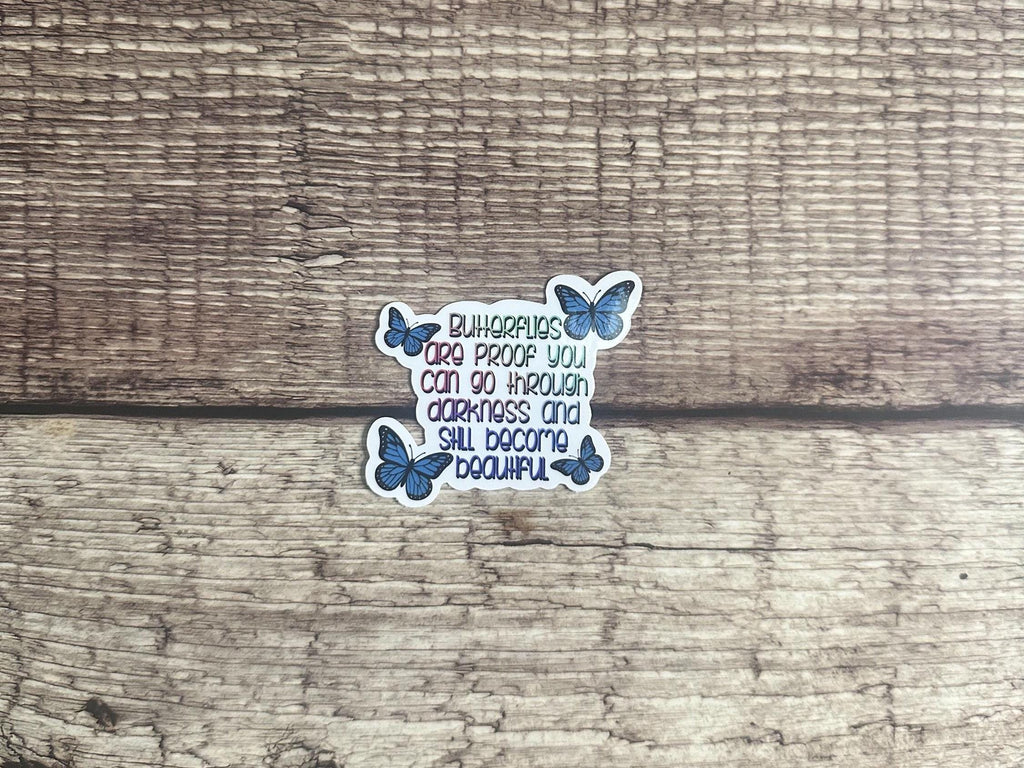 Butterflies
are proof you
can go through
darkness and
still become
beautiful